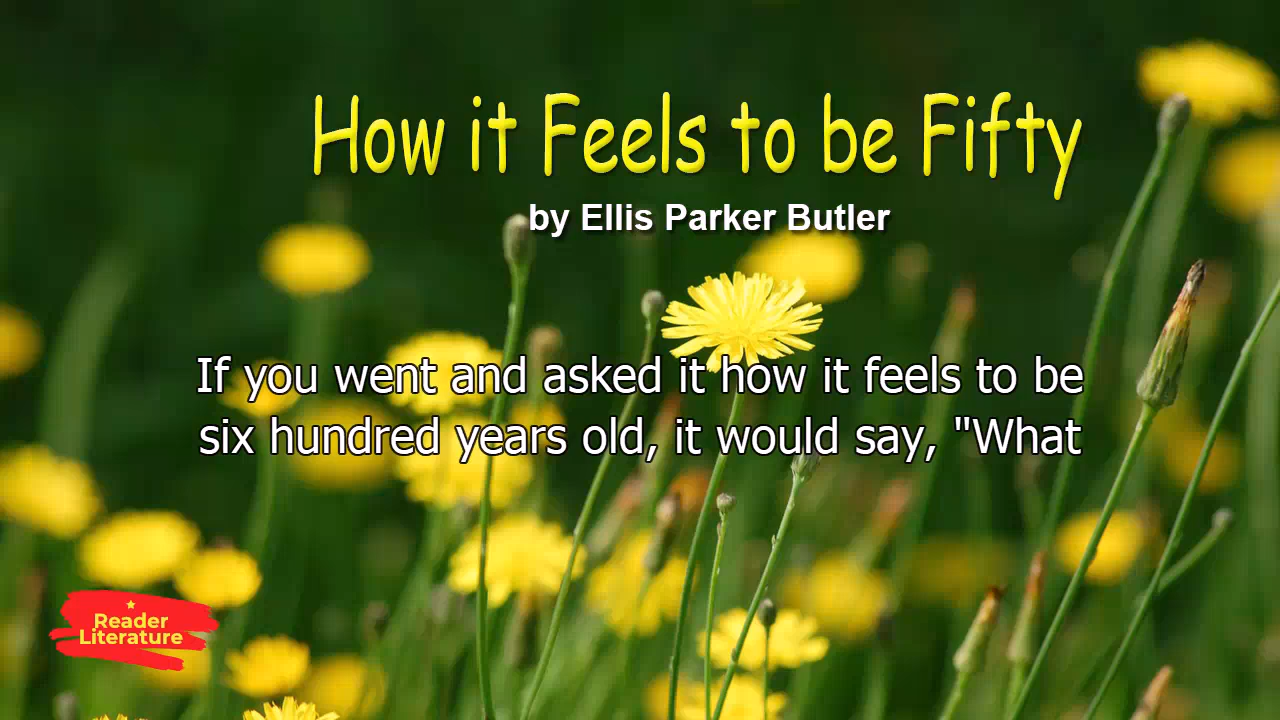 How it Feels to be Fifty
by Ellis Parker Butler
If you went and asked it how it feels to be
six hundred years old, it would say, "What
Reader
Literature